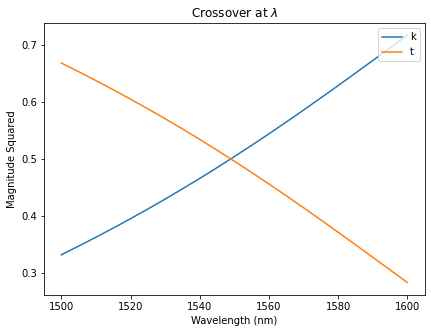 Crossover at λ
k
t
0.7
0.6
0.5
0.4
0.3
Magnitude Squared
1500 1520 1540 1560 1580 1600
Wavelength (nm)